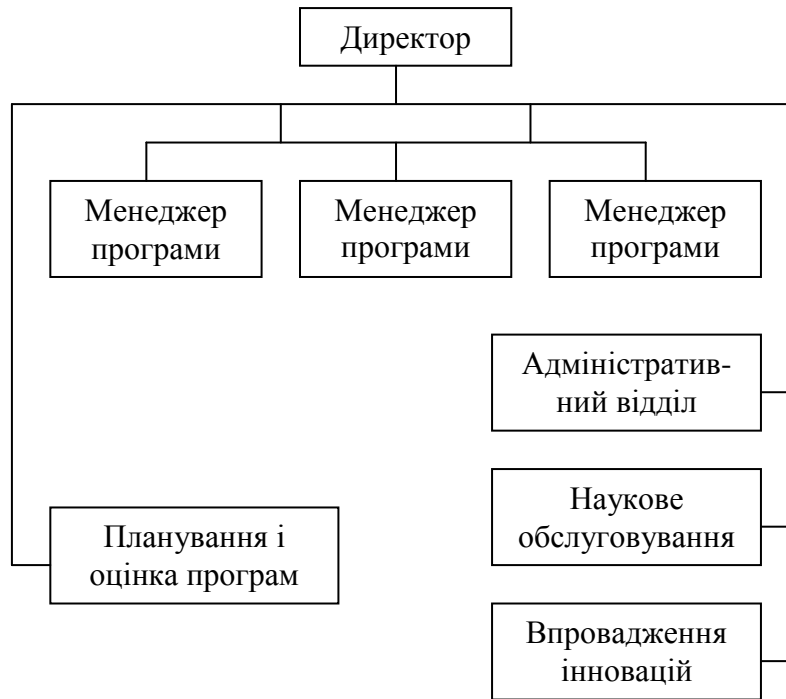 Директор
Менеджер
програми
Менеджер
програми
Менеджер
програми
Адміністратив-
ний відділ
Наукове
обслуговування
Планування і
оцінка програм
Впровадження
інновацій